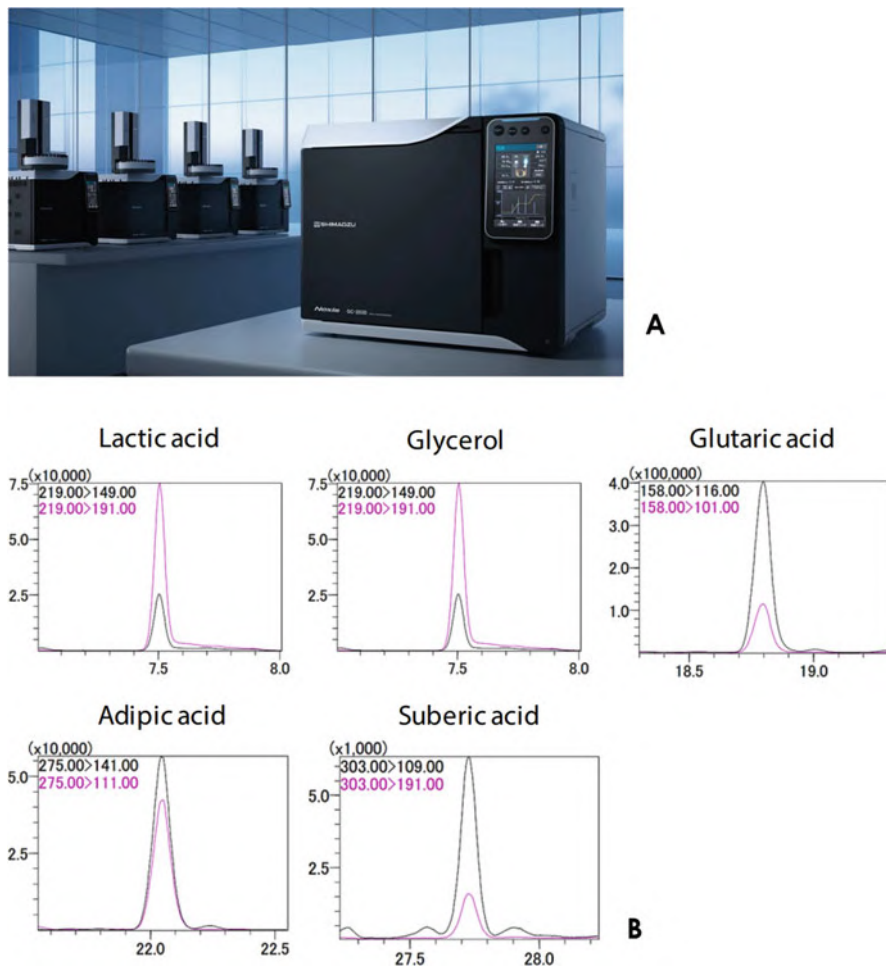 SHIMADZU
Nexis
GC-2030
A
Lactic acid
(x10,000)
7.5
219.00>149.00
219.00>191.00
5.0
2.5
7.5
8.0
Glycerol
(x10,000)
7.5
219.00>149.00
219.00>191.00
5.0
2.5
7.5
8.0
Glutaric acid
(x100,000)
4.0
158.00>116.00
158.00>101.00
3.0
2.0
1.0
18.5
19.0
Adipic acid
(x10,000)
275.00>141.00
5.0
275.00>111.00
2.5
22.0
22.5
Suberic acid
(x1,000)
303.00>109.00
303.00>191.00
5.0
2.5
27.5
28.0
B